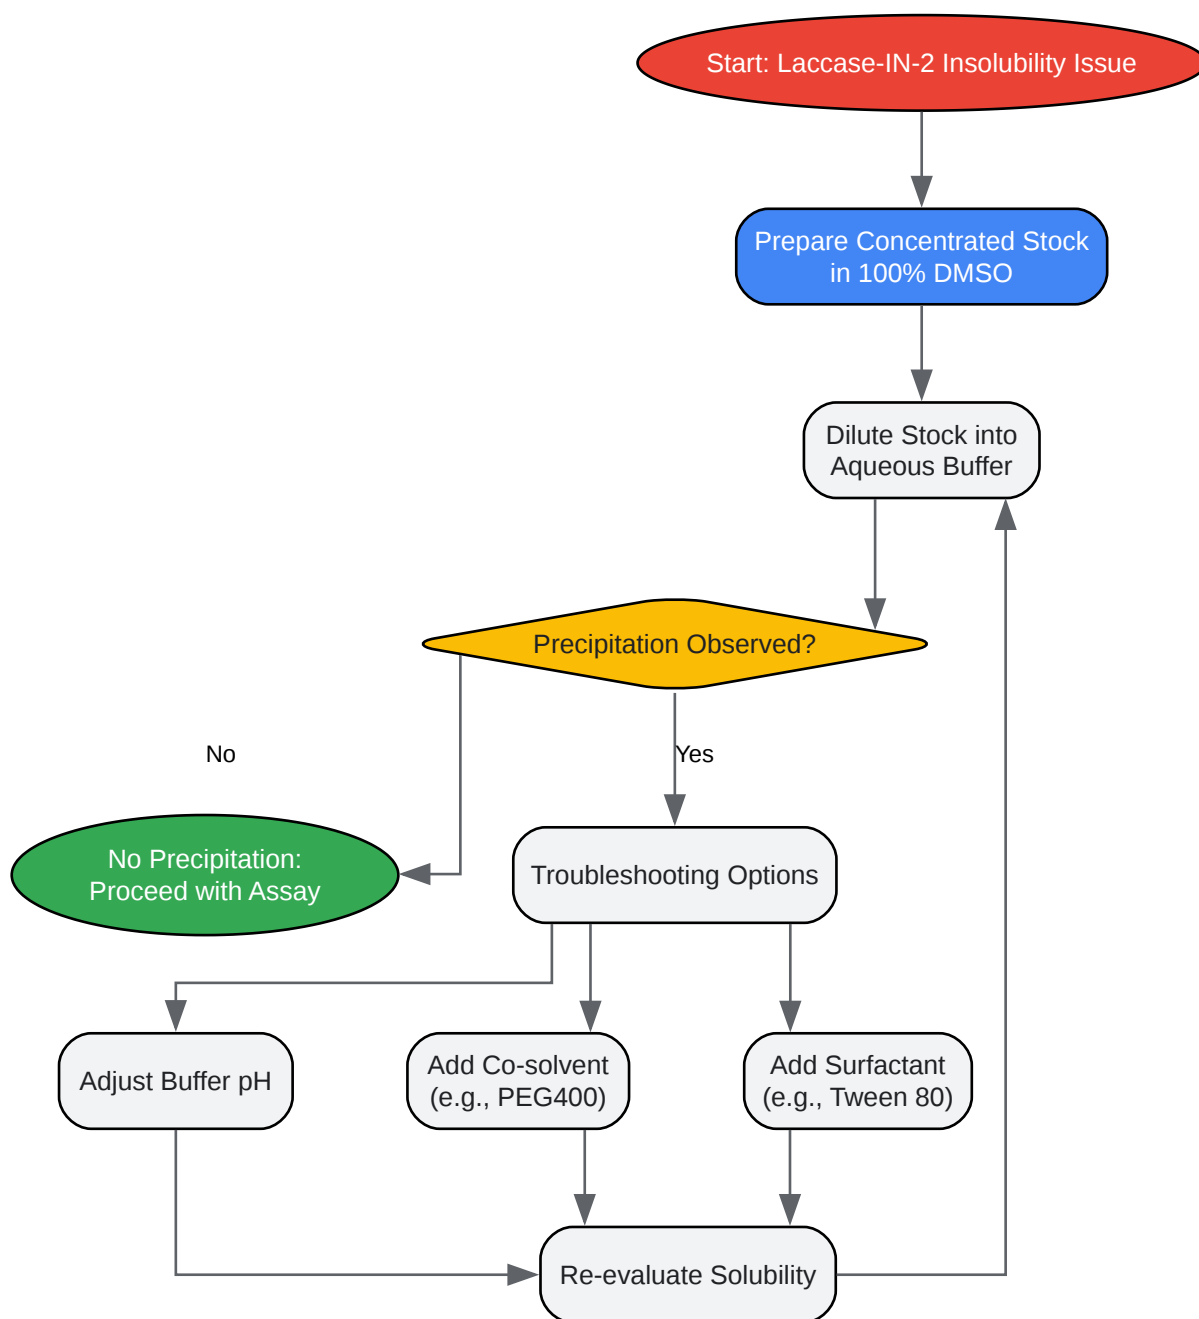 Start: Laccase-IN-2 Insolubility Issue
Prepare Concentrated Stock
in 100% DMSO
Dilute Stock into
Aqueous Buffer
Precipitation Observed?
No
Yes
No Precipitation:
Proceed with Assay
Troubleshooting Options
Adjust Buffer pH
Add Co-solvent
(e.g., PEG400)
Add Surfactant
(e.g., Tween 80)
Re-evaluate Solubility